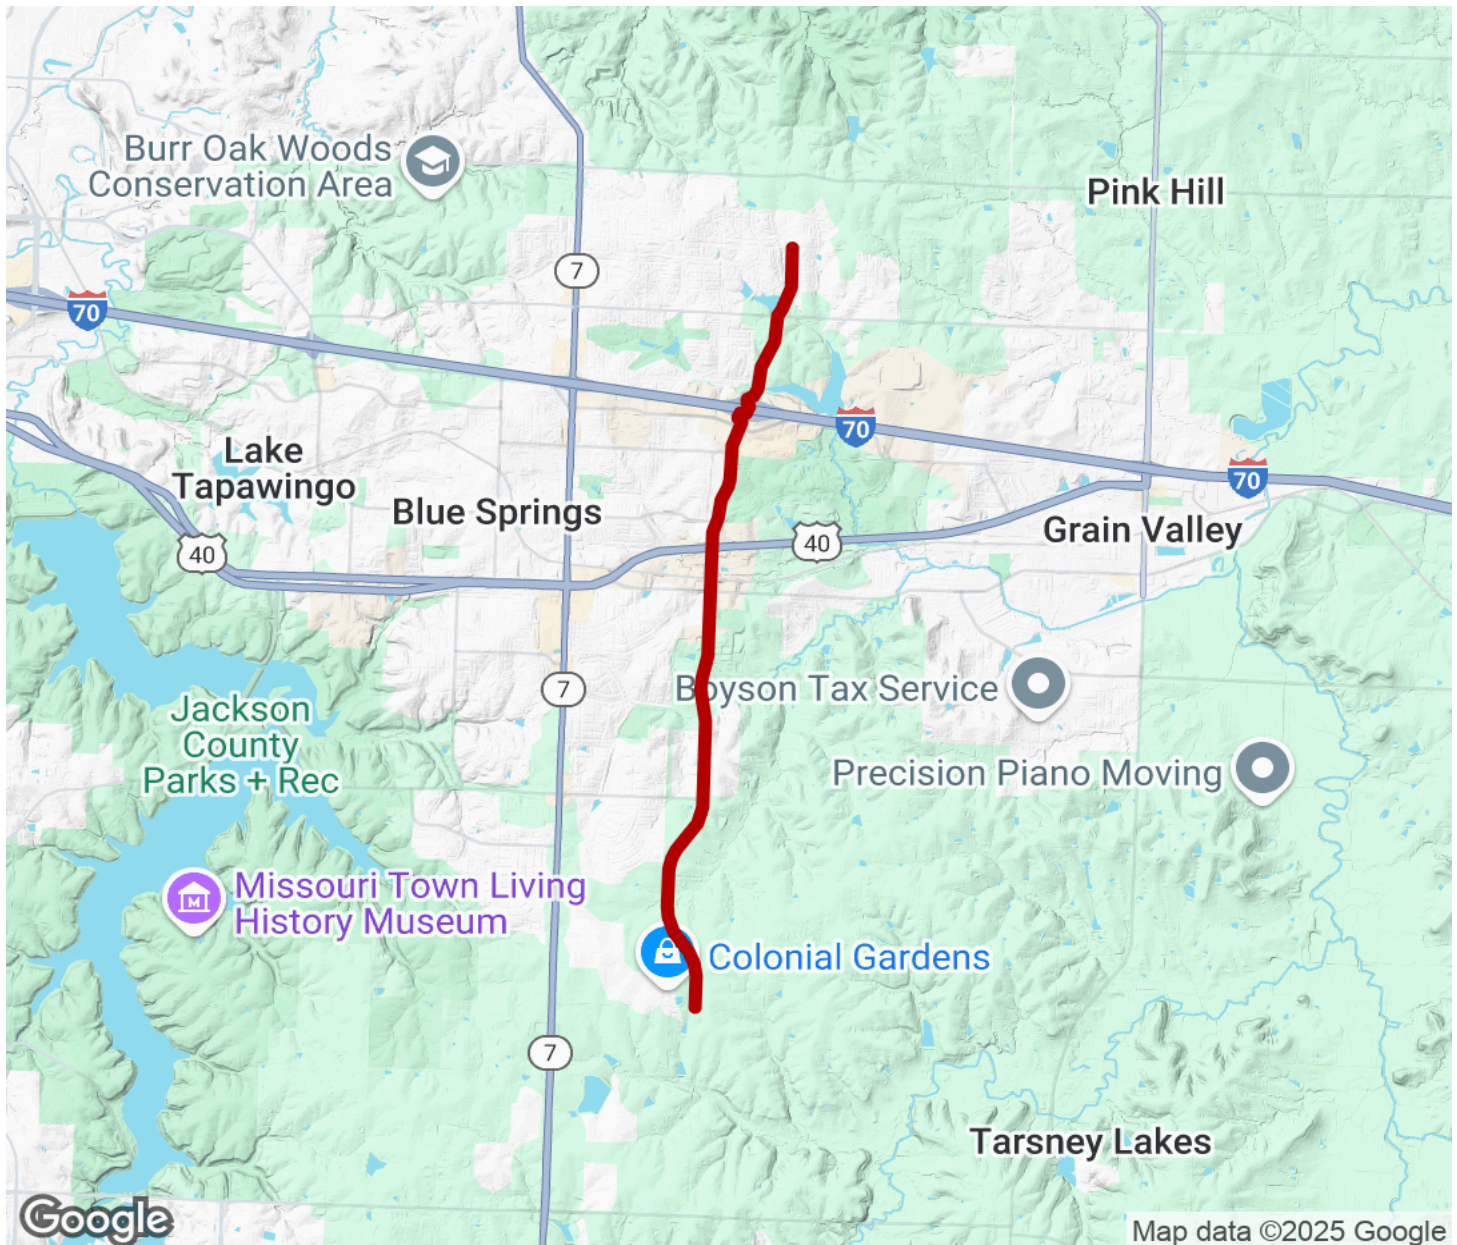 Burr Oak Woods
Conservation Area
Pink Hill
7
70
70
Lake
Tapawingo
Blue Springs
70
40
40
Grain Valley
7
Boyson Tax Service
Jackson
County
Parks + Rec
Precision Piano Moving
Missouri Town Living
History Museum
Colonial Gardens
7
Tarsney Lakes
Google
Map data ©2025 Google